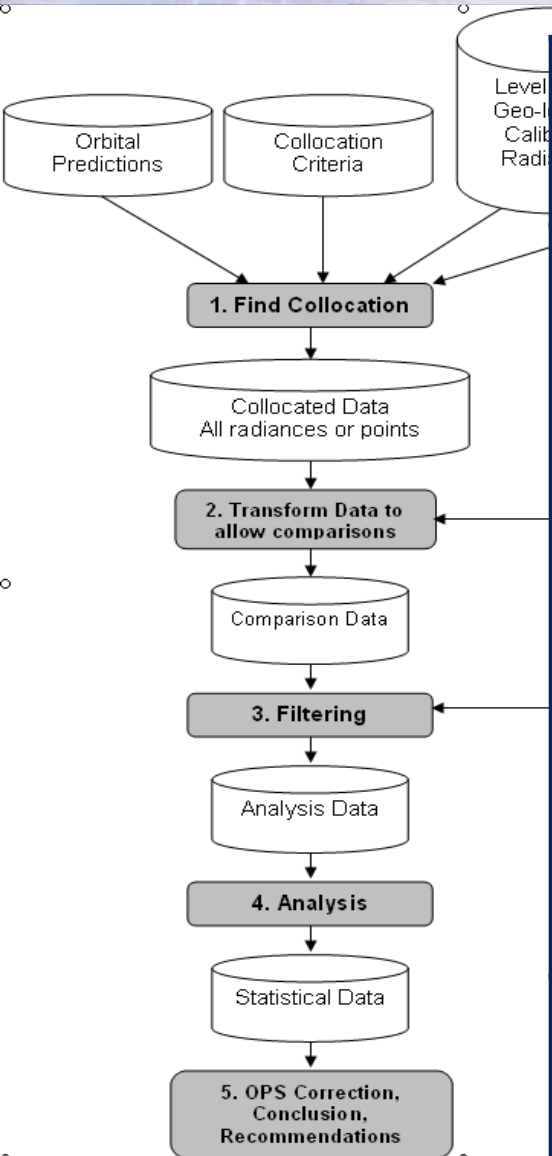 Orbital
Predictions
Collocation
Criteria
Level
1. Find Collocation
Collocated Data
All radiances or points
2. Transform Data to
allow comparisons
Comparison Data
3. Filtering
Analysis Data
4. Analysis
Statistical Data
5. OPS Correction,
Conclusion,
Recommendations